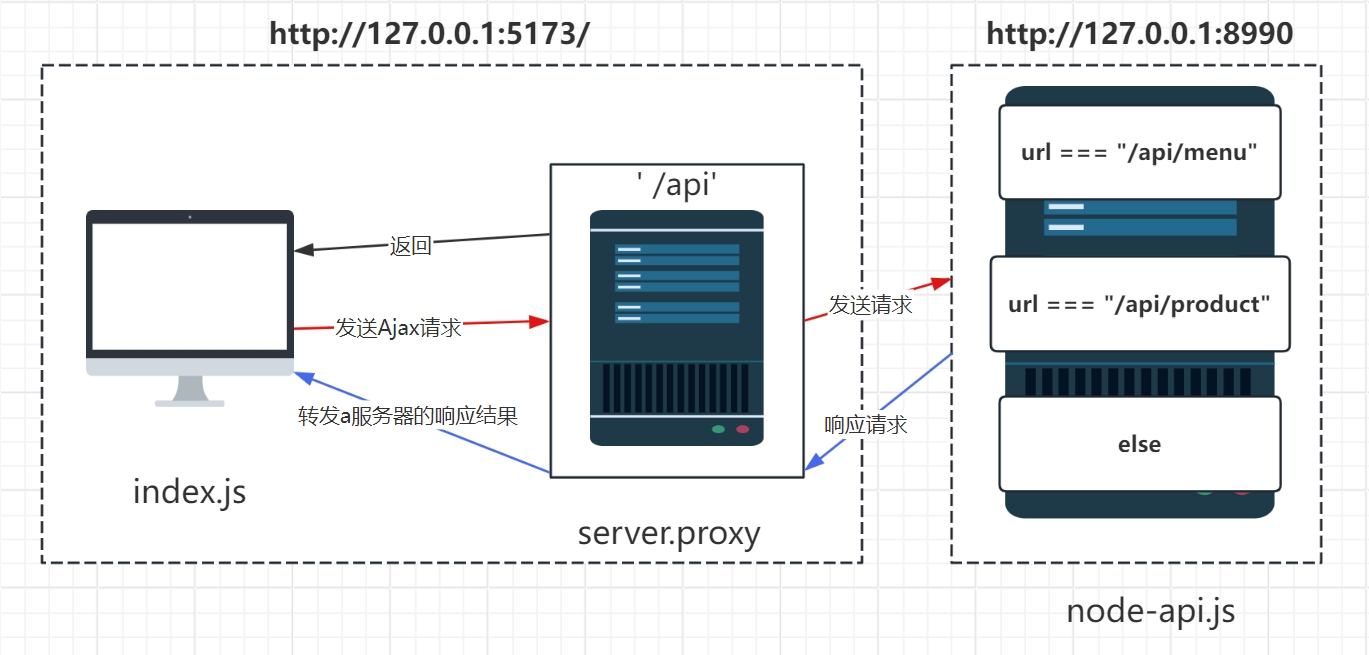 http://127.0.0.1:5173/
http://127.0.0.1:8990
' /api'
返回
发送Ajax请求
转发a服务器的响应结果
index.js
server.proxy
发送请求
响应请求
url === "/api/menu"
url === "/api/product"
else
node-api.js